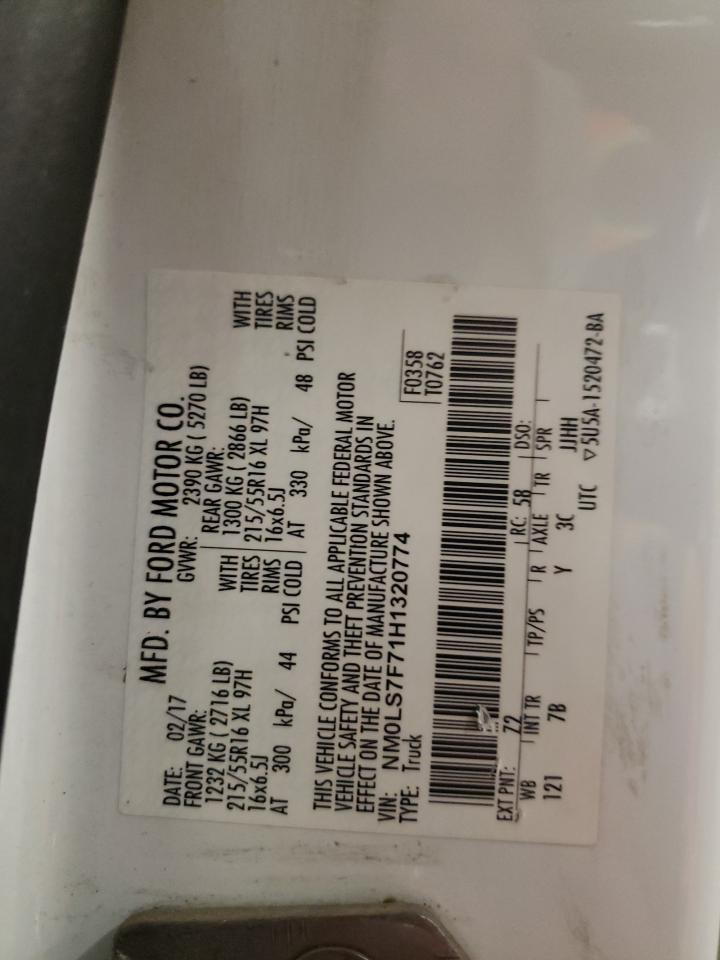 MFD. BY FORD MOTOR CO.
DATE: 02/17 GVWR: 2390 KG ( 5270 LB)
FRONT GAWR: REAR GAWR:
1232 KG ( 2716 LB) WITH 1300 KG ( 2866 LB) WITH
215/55R16 XL 97H TIRES 215/55R16 XL 97H TIRES
16x6.5J RIMS 16x6.5J RIMS
AT 300 kPa/ 44 PSI COLD AT 330 kPa/ 48 PSI COLD
THIS VEHICLE CONFORMS TO ALL APPLICABLE FEDERAL MOTOR
VEHICLE SAFETY AND THEFT PREVENTION STANDARDS IN
EFFECT ON THE DATE OF MANUFACTURE SHOWN ABOVE.
VIN: NM0LS7F71H1320774
TYPE: Truck
F0358
T0762
EXT PNT: Z2 RC: 5B DSO:
WB INT TR TP/PS R AXLE TR SPR
121 7B Y 3C JJHH
UTC ▽5U5A-1520472-BA